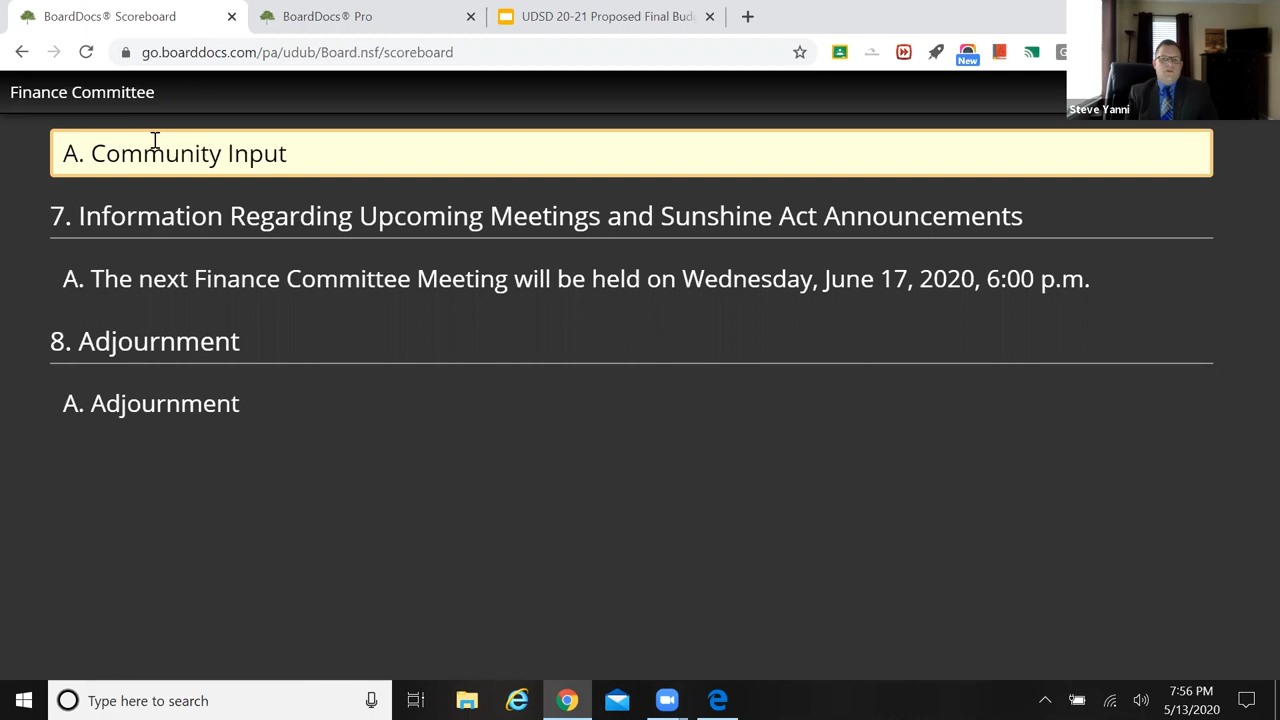 BoardDocs® Scoreboard
BoardDocs® Pro
UDSD 20-21 Proposed Final Bud
go.boarddocs.com/pa/udub/Board.nsf/scoreboard
New
Finance Committee
Steve Yanni
A. Community Input
7. Information Regarding Upcoming Meetings and Sunshine Act Announcements
A. The next Finance Committee Meeting will be held on Wednesday, June 17, 2020, 6:00 p.m.
8. Adjournment
A. Adjournment
Type here to search
7:56 PM
5/13/2020